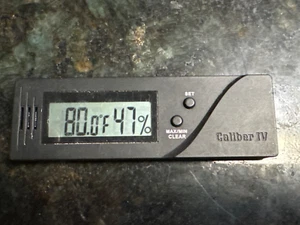 SET
80.0°F 47%
MAX/MIN
CLEAR
Caliber IV